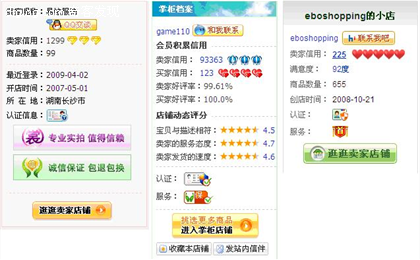 QQ交谈
卖家信用：1299
商品数量：99
最近登录：2009-04-02
开店时间：2007-05-01
所 在 地：湖南长沙市
认证信息：
专业实拍 值得信赖
诚信保证 包退包换
逛逛卖家店铺
掌柜档案
game110 和我联系
会员积累信用
卖家信用： 93363
买家信用： 123
卖家好评率：99.61%
买家好评率：100.0%
店铺动态评分
宝贝与描述相符： 4.5
卖家的服务态度： 4.7
卖家发货的速度： 4.6
认证：
服务：
挑选更多商品
进入掌柜店铺
收藏本店铺 发站内信件
eboshopping的小店
eboshopping 联系我吧
卖家信用： 225
满意度： 92度
商品数量： 655
创店时间： 2008-10-21
认证：
服务：
逛逛卖家店铺